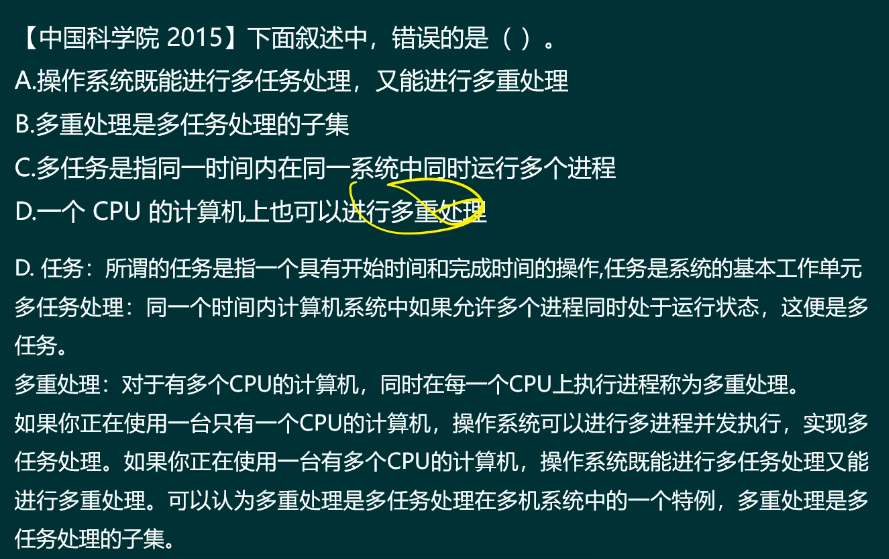 【中国科学院 2015】下面叙述中，错误的是（ ）。
A.操作系统既能进行多任务处理，又能进行多重处理
B.多重处理是多任务处理的子集
C.多任务是指同一时间内在同一系统中同时运行多个进程
D.一个 CPU 的计算机上也可以进行多重处理
D. 任务：所谓的任务是指一个具有开始时间和完成时间的操作,任务是系统的基本工作单元
多任务处理：同一个时间内计算机系统中如果允许多个进程同时处于运行状态，这便是多
任务。
多重处理：对于有多个CPU的计算机，同时在每一个CPU上执行进程称为多重处理。
如果你正在使用一台只有一个CPU的计算机，操作系统可以进行多进程并发执行，实现多
任务处理。如果你正在使用一台有多个CPU的计算机，操作系统既能进行多任务处理又能
进行多重处理。可以认为多重处理是多任务处理在多机系统中的一个特例，多重处理是多
任务处理的子集。